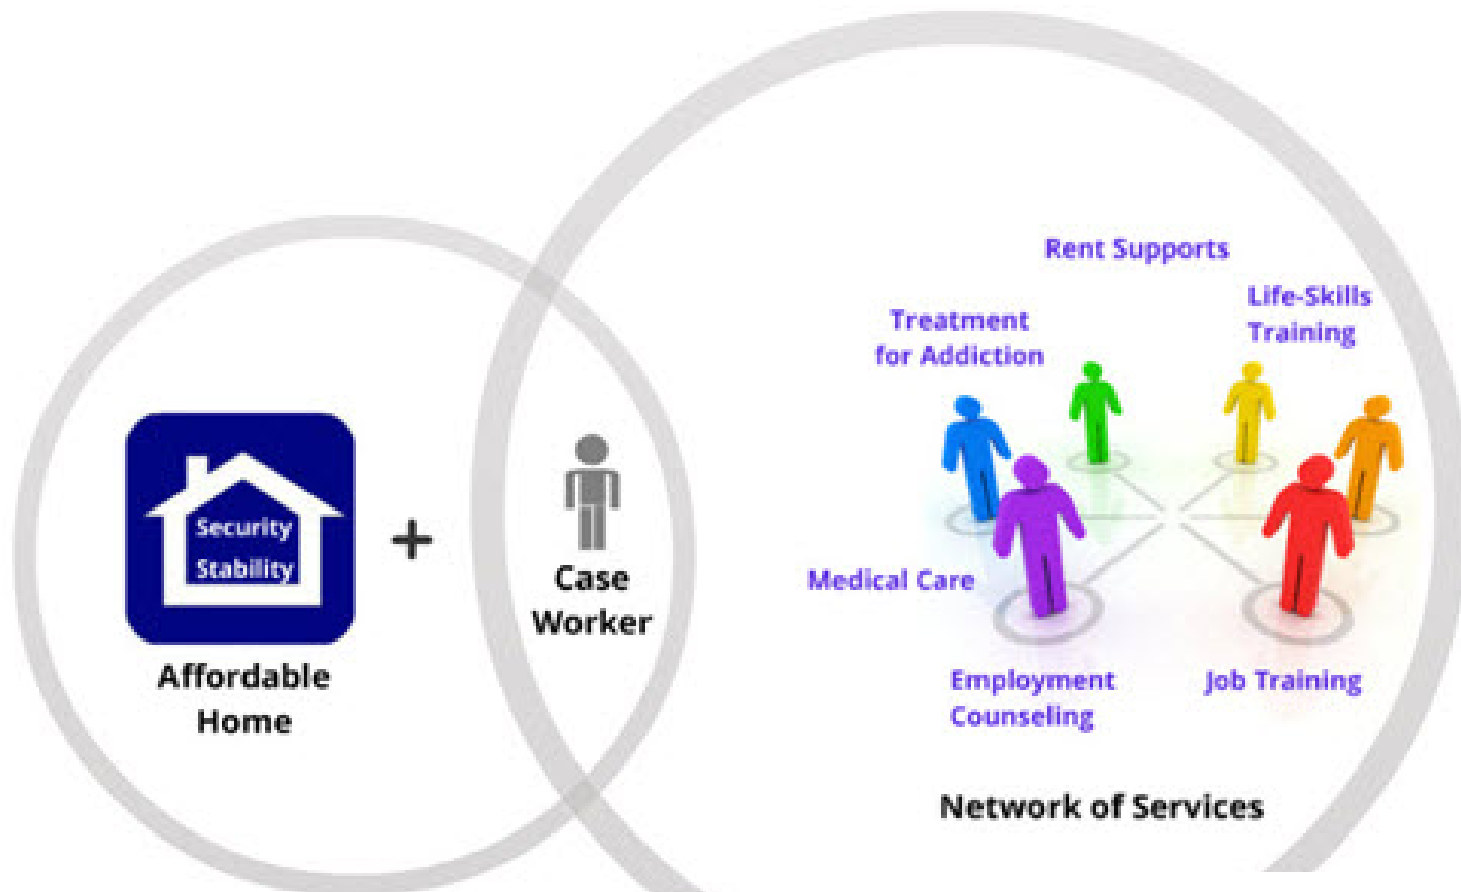 Security
Stability
Affordable
Home
+
Case
Worker
Rent Supports
Life-Skills
Training
Treatment
for Addiction
Medical Care
Employment
Counseling
Job Training
Network of Services